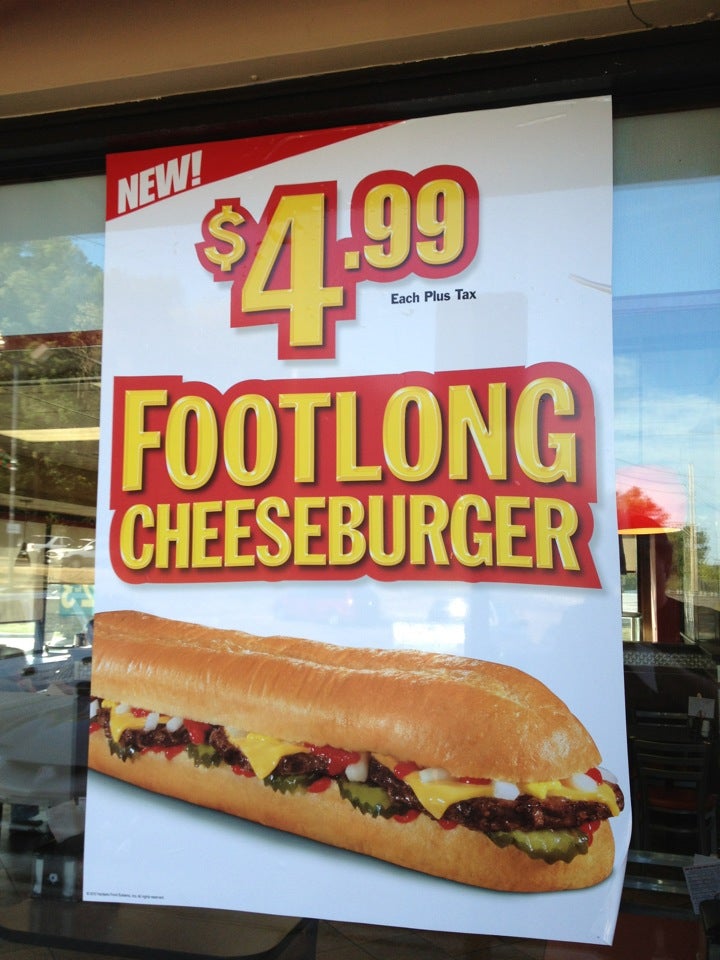 NEW!
$4.99
Each Plus Tax
FOOTLONG
CHEESEBURGER